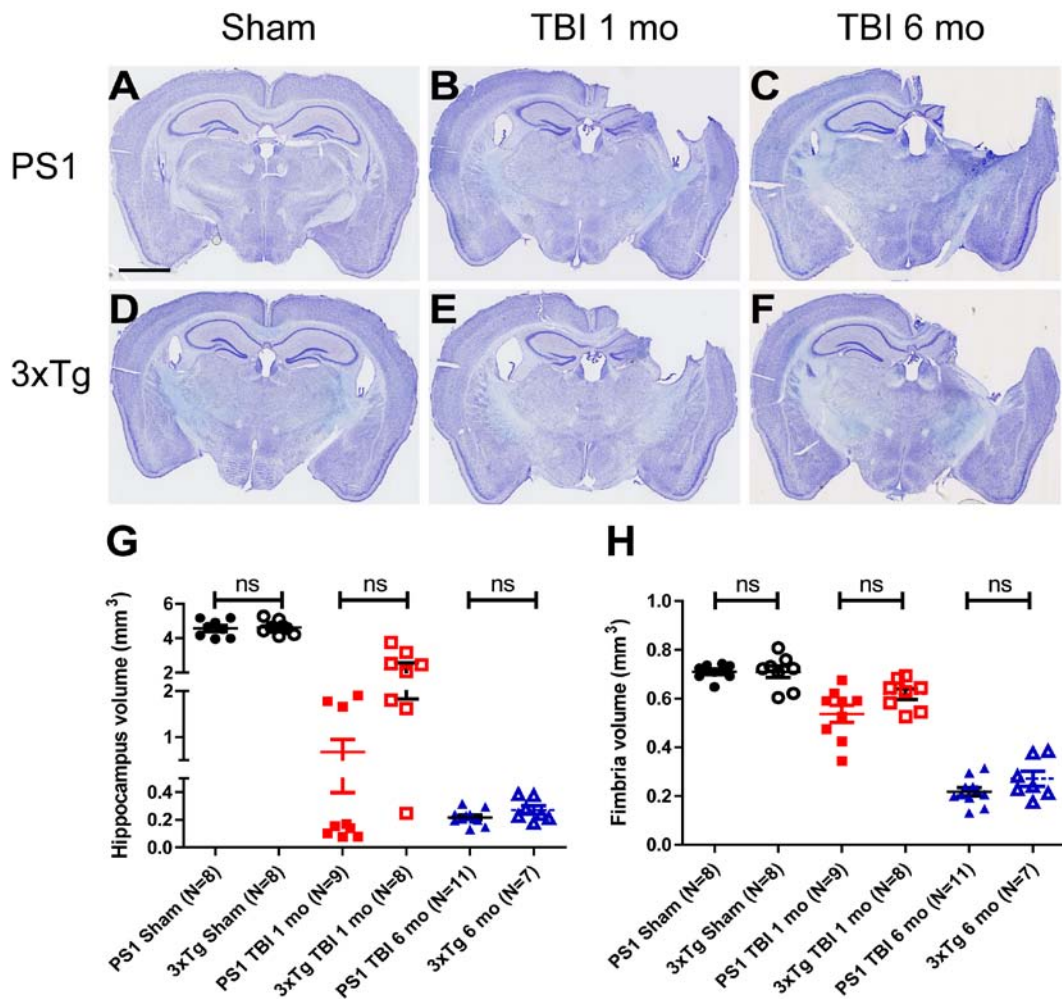 Sham TBI 1 mo TBI 6 mo
PS1
A B C
3xTg
D E F
G
ns ns ns
Hippocampus volume (mm³)
6
4
2
2
1
0.4
0.2
0.0
PS1 Sham (N=8)
3xTg Sham (N=8)
PS1 TBI 1 mo (N=9)
3xTg TBI 1 mo (N=8)
PS1 TBI 6 mo (N=11)
3xTg 6 mo (N=7)
H
ns ns ns
Fimbria volume (mm³)
1.0
0.8
0.6
0.4
0.2
0.0
PS1 Sham (N=8)
3xTg Sham (N=8)
PS1 TBI 1 mo (N=9)
3xTg TBI 1 mo (N=8)
PS1 TBI 6 mo (N=11)
3xTg 6 mo (N=7)